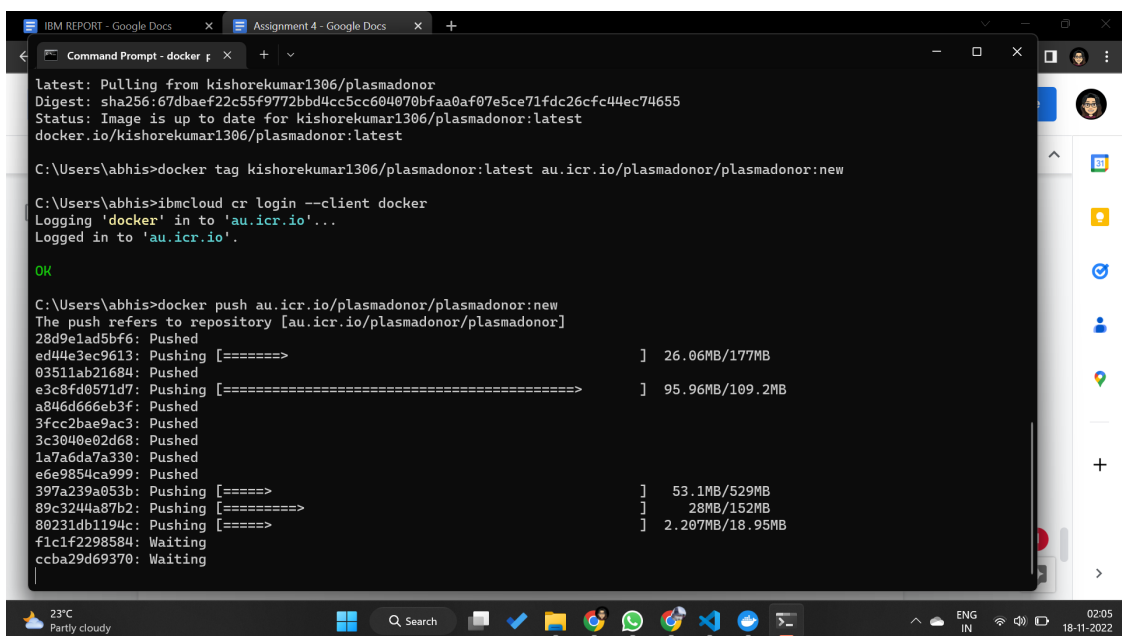 IBM REPORT - Google Docs
Assignment 4 - Google Docs
Command Prompt - docker p
latest: Pulling from kishorekumar1306/plasmadonor
Digest: sha256:67dbaef22c55f9772bbd4cc5cc604070bfaa0af07e5ce71fdc26cfc44ec74655
Status: Image is up to date for kishorekumar1306/plasmadonor:latest
docker.io/kishorekumar1306/plasmadonor:latest
C:\Users\abhis>docker tag kishorekumar1306/plasmadonor:latest au.icr.io/plasmadonor/plasmadonor:new
C:\Users\abhis>ibmcloud cr login --client docker
Logging 'docker' in to 'au.icr.io'...
Logged in to 'au.icr.io'.
OK
C:\Users\abhis>docker push au.icr.io/plasmadonor/plasmadonor:new
The push refers to repository [au.icr.io/plasmadonor/plasmadonor]
28d9e1ad5bf6: Pushed
ed44e3ec9613: Pushing [=======>                                           ]  26.06MB/177MB
03511ab21684: Pushed
e3c8fd0571d7: Pushing [===========================================>       ]  95.96MB/109.2MB
a846d666eb3f: Pushed
3fcc2bae9ac3: Pushed
3c3040e02d68: Pushed
1a7a6da7a330: Pushed
e6e9854ca999: Pushed
397a239a053b: Pushing [=====>                                             ]   53.1MB/529MB
89c3244a87b2: Pushing [=========>                                         ]     28MB/152MB
80231db1194c: Pushing [=====>                                             ]  2.207MB/18.95MB
f1c1f2298584: Waiting
ccba29d69370: Waiting
31
23°C
Partly cloudy
Search
ENG
IN
02:05
18-11-2022